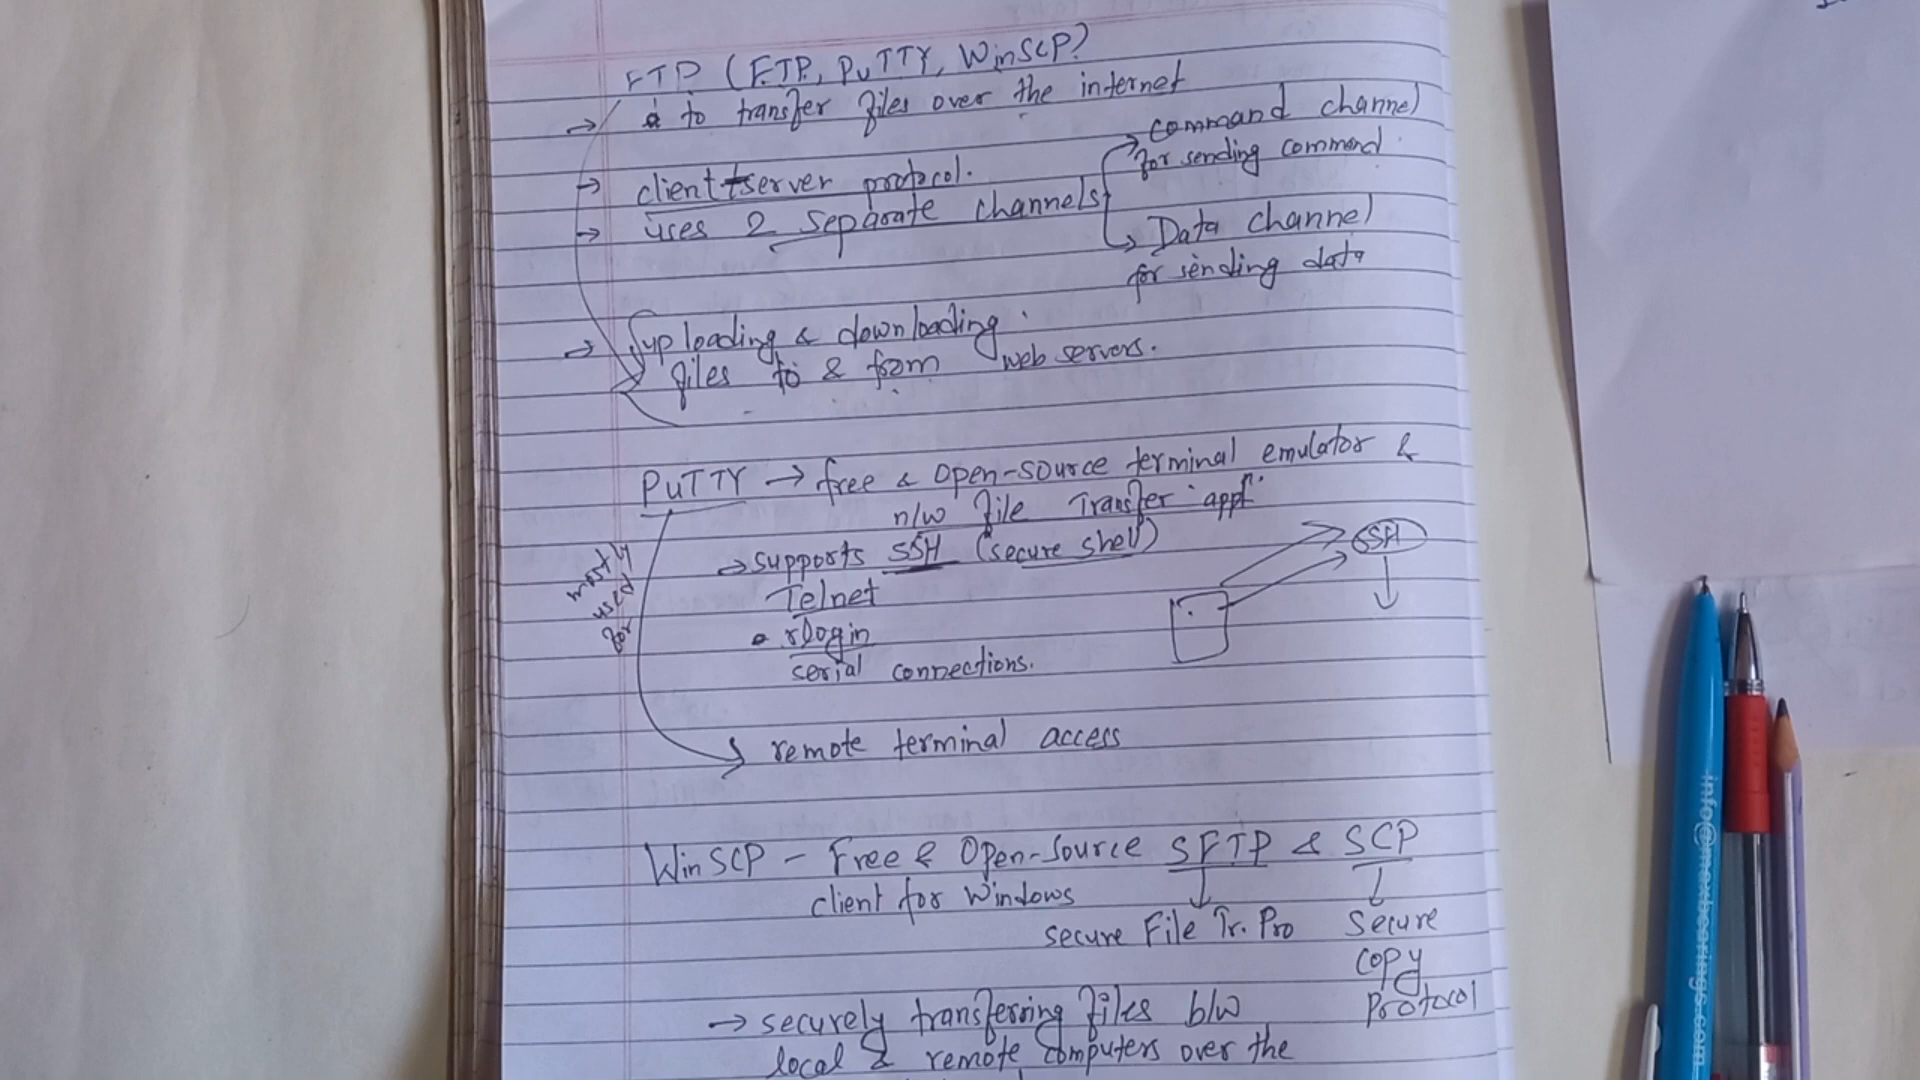 FTP (F.TP, PuTTY, WinSCP?
→ to transfer files over the internet
→ client-server protocol.
→ uses 2 separate channels
command channel
for sending command
Data channel
for sending data
→ uploading & downloading
files to & from web servers.
PuTTY → free & open-source terminal emulator &
n/w file Transfer appl.
→ supports SSH (secure shell)
Telnet
rlogin
serial connections.
SSH
mostly
used
for
remote terminal access
WinSCP - Free & Open-source SFTP & SCP
client for Windows
secure File Tr. Pro
Secure
copy
Protocol
→ securely transferring files b/w
local & remote computers over the
info@nexbearings.com